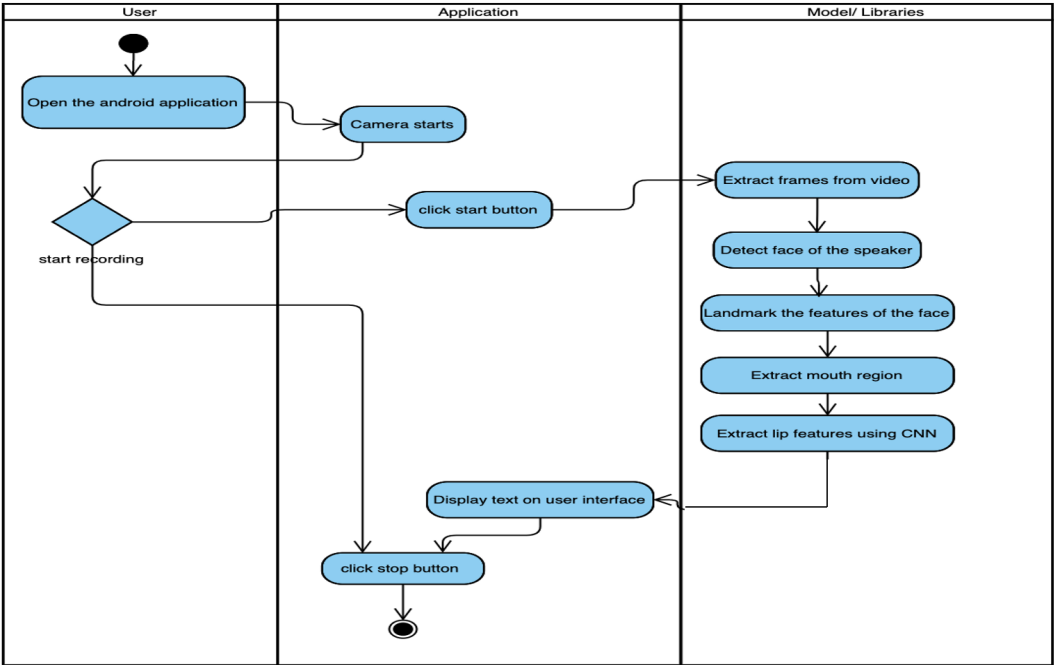 User
Application
Model/ Libraries
Open the android application
Camera starts
Extract frames from video
click start button
Detect face of the speaker
start recording
Landmark the features of the face
Extract mouth region
Extract lip features using CNN
Display text on user interface
click stop button